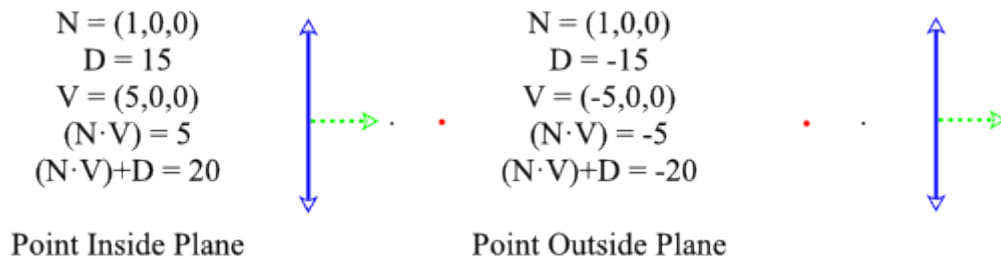 N = (1,0,0)
D = 15
V = (5,0,0)
(N·V) = 5
(N·V)+D = 20
Point Inside Plane
N = (1,0,0)
D = -15
V = (-5,0,0)
(N·V) = -5
(N·V)+D = -20
Point Outside Plane